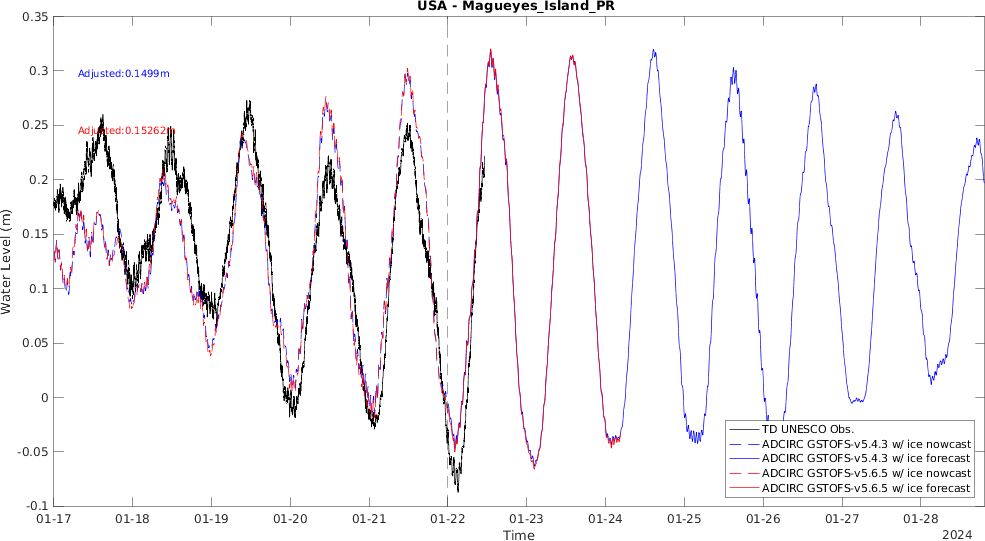 USA - Magueyes_Island_PR
0.35
0.3
0.25
0.2
0.15
0.1
0.05
0
-0.05
-0.1
Water Level (m)
Adjusted:0.1499m
Adjusted:0.15262m
TD UNESCO Obs.
ADCIRC GSTOFS-v5.4.3 w/ ice nowcast
ADCIRC GSTOFS-v5.4.3 w/ ice forecast
ADCIRC GSTOFS-v5.6.5 w/ ice nowcast
ADCIRC GSTOFS-v5.6.5 w/ ice forecast
01-17 01-18 01-19 01-20 01-21 01-22 01-23 01-24 01-25 01-26 01-27 01-28
Time
2024